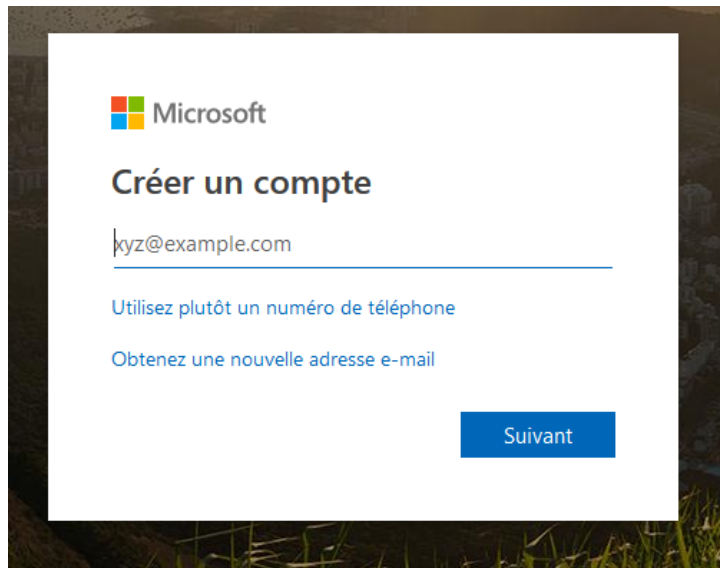 Microsoft
Créer un compte
xyz@example.com
Utilisez plutôt un numéro de téléphone
Obtenez une nouvelle adresse e-mail
Suivant